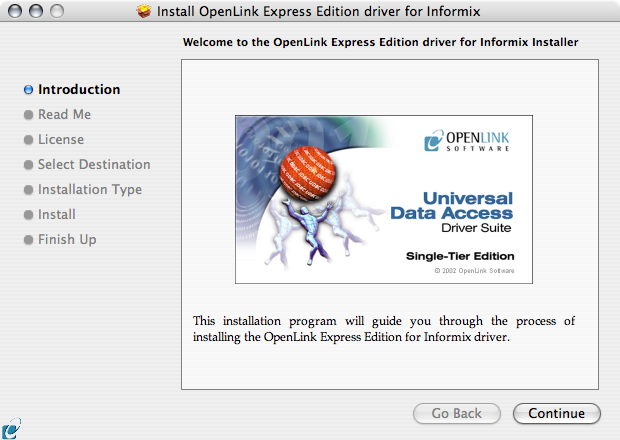 Install OpenLink Express Edition driver for Informix
Welcome to the OpenLink Express Edition driver for Informix Installer
Introduction
Read Me
License
Select Destination
Installation Type
Install
Finish Up
OPENLINK
SOFTWARE
Universal
Data Access
Driver Suite
Single-Tier Edition
© 2002 OpenLink Software
This installation program will guide you through the process of
installing the OpenLink Express Edition for Informix driver.
Go Back
Continue